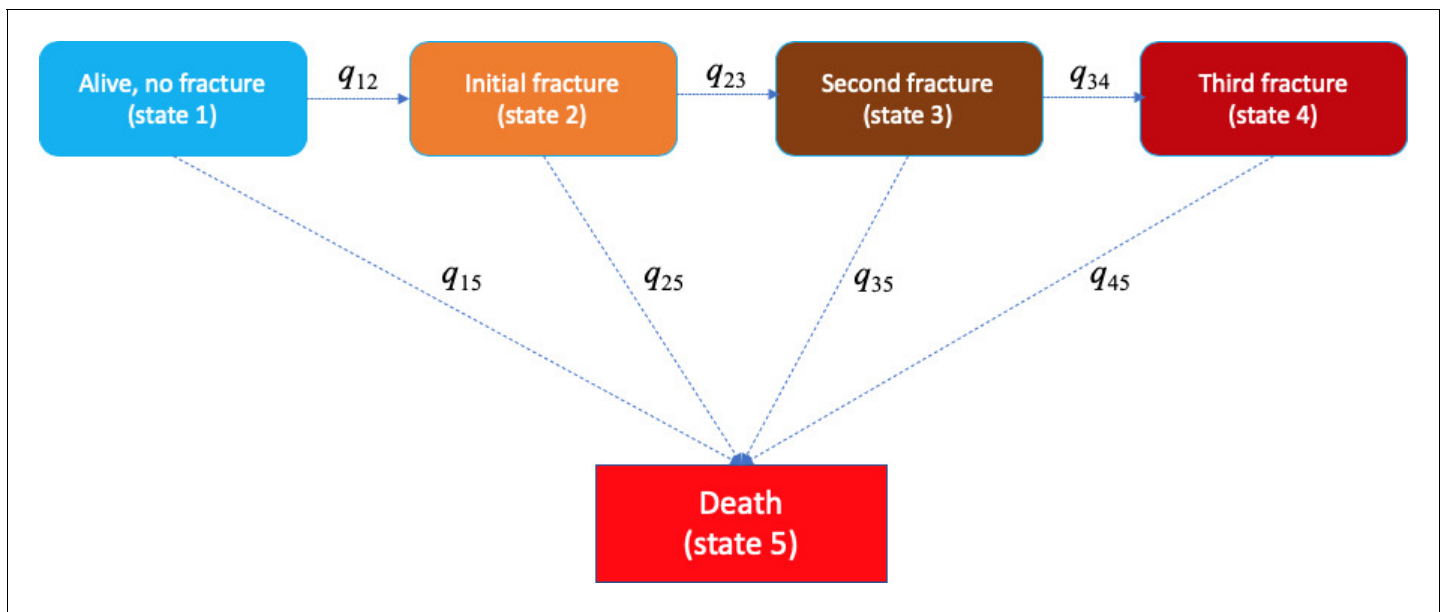 Alive, no fracture
(state 1)
q12
Initial fracture
(state 2)
q23
Second fracture
(state 3)
q34
Third fracture
(state 4)
q15
q25
q35
q45
Death
(state 5)